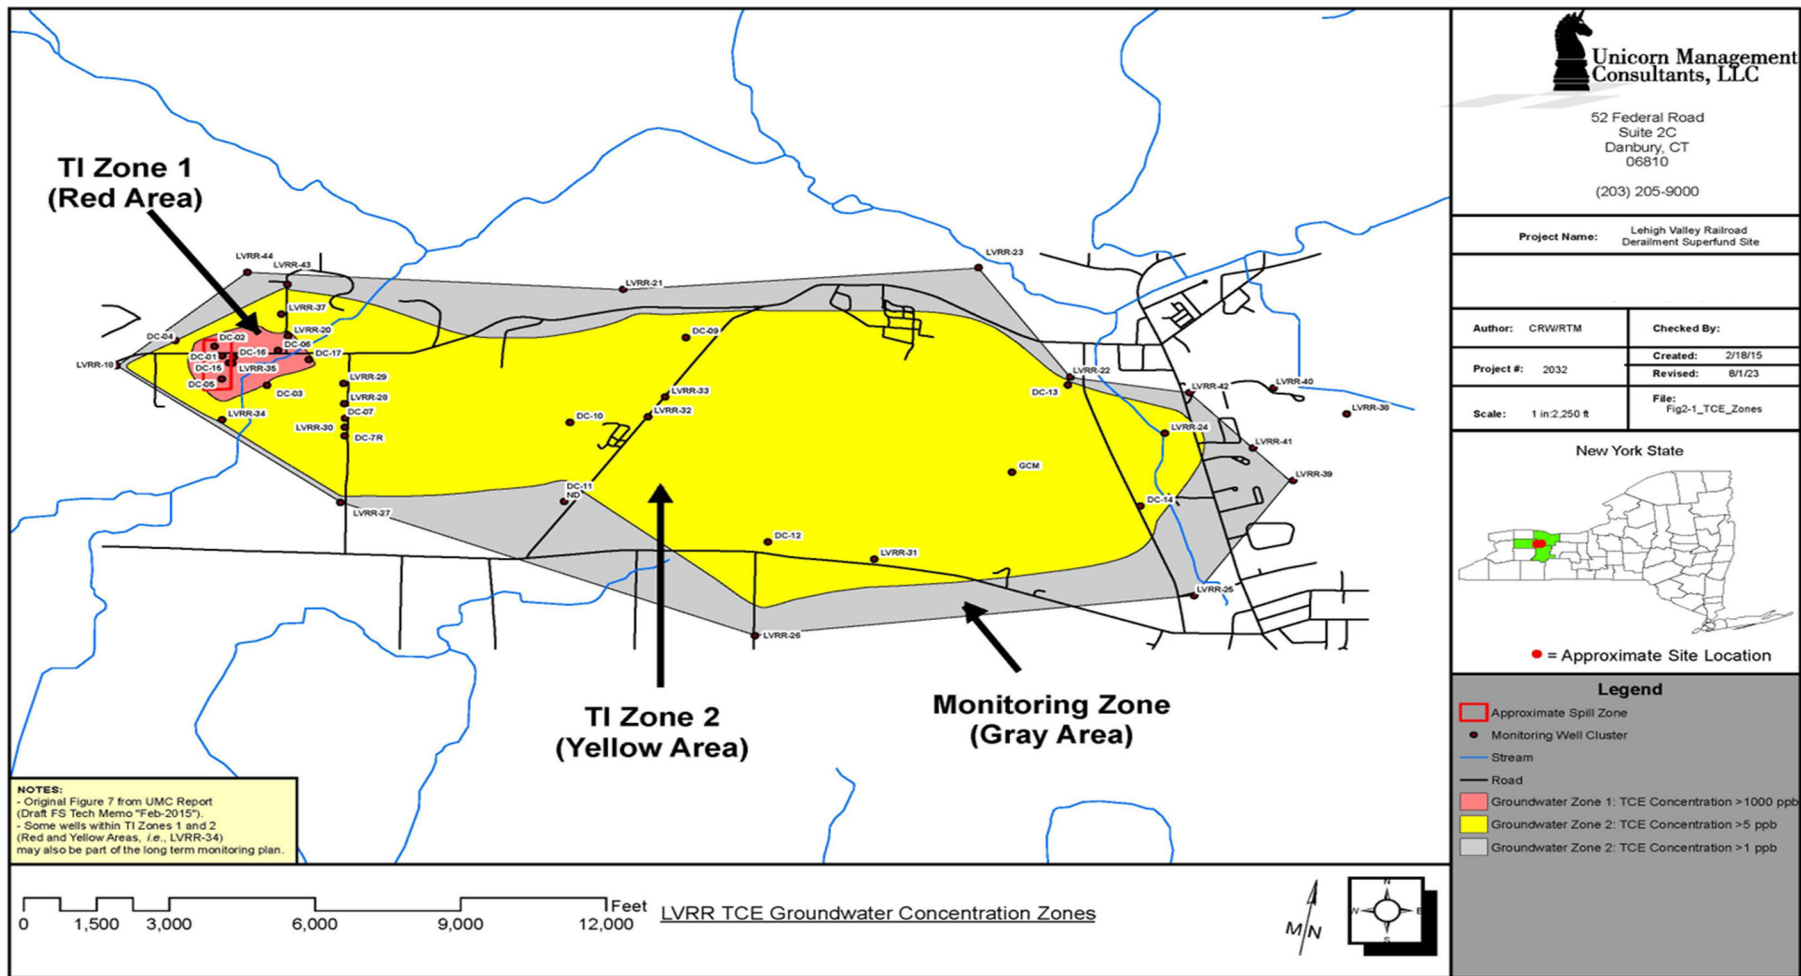 TI Zone 1
(Red Area)
LVRR-44
LVRR-43
LVRR-21
LVRR-23
LVRR-37
DC-04
DC-02
LVRR-20
DC-06
DC-01
DC-16
DC-17
LVRR-18
DC-15
LVRR-35
DC-05
DC-03
LVRR-34
LVRR-29
LVRR-28
DC-07
LVRR-30
DC-7R
LVRR-27
DC-09
LVRR-33
LVRR-32
DC-10
DC-11
ND
DC-12
LVRR-31
LVRR-26
GCM
LVRR-22
DC-13
LVRR-42
LVRR-40
LVRR-24
LVRR-41
LVRR-39
DC-14
LVRR-25
TI Zone 2
(Yellow Area)
Monitoring Zone
(Gray Area)
NOTES:
- Original Figure 7 from UMC Report
(Draft FS Tech Memo "Feb-2015").
- Some wells within TI Zones 1 and 2
(Red and Yellow Areas, i.e., LVRR-34)
may also be part of the long term monitoring plan.
0 1,500 3,000 6,000 9,000 12,000
Feet
LVRR TCE Groundwater Concentration Zones
M N
N
W E
S
Unicorn Management
Consultants, LLC
52 Federal Road
Suite 2C
Danbury, CT
06810
(203) 205-9000
Project Name: Lehigh Valley Railroad
Derailment Superfund Site
Author: CRW/RTM
Checked By:
Project #: 2032
Created: 2/18/15
Revised: 8/1/23
Scale: 1 in:2,250 ft
File:
Fig2-1_TCE_Zones
New York State
= Approximate Site Location
Legend
Approximate Spill Zone
Monitoring Well Cluster
Stream
Road
Groundwater Zone 1: TCE Concentration >1000 ppb
Groundwater Zone 2: TCE Concentration >5 ppb
Groundwater Zone 2: TCE Concentration >1 ppb